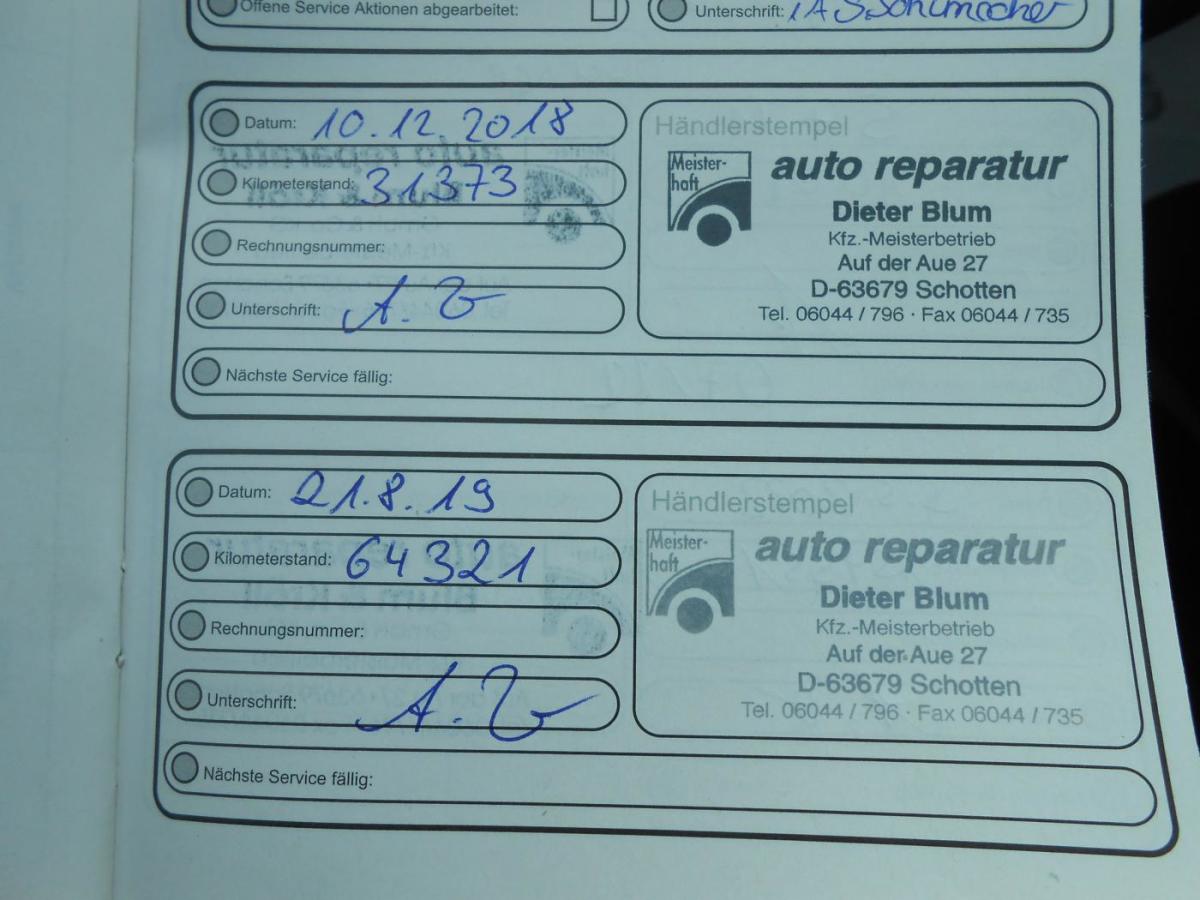 Offene Service Aktionen abgearbeitet:
Unterschrift: i A S Schumacher
Datum: 10.12.2018
Kilometerstand: 31373
Rechnungsnummer:
Unterschrift:
Nächste Service fällig:
Händlerstempel
Meister-
haft
auto reparatur
Dieter Blum
Kfz.-Meisterbetrieb
Auf der Aue 27
D-63679 Schotten
Tel. 06044 / 796 · Fax 06044 / 735
Datum: 21.8.19
Kilometerstand: 64321
Rechnungsnummer:
Unterschrift:
Nächste Service fällig:
Händlerstempel
Meister-
haft
auto reparatur
Dieter Blum
Kfz.-Meisterbetrieb
Auf der Aue 27
D-63679 Schotten
Tel. 06044 / 796 · Fax 06044 / 735